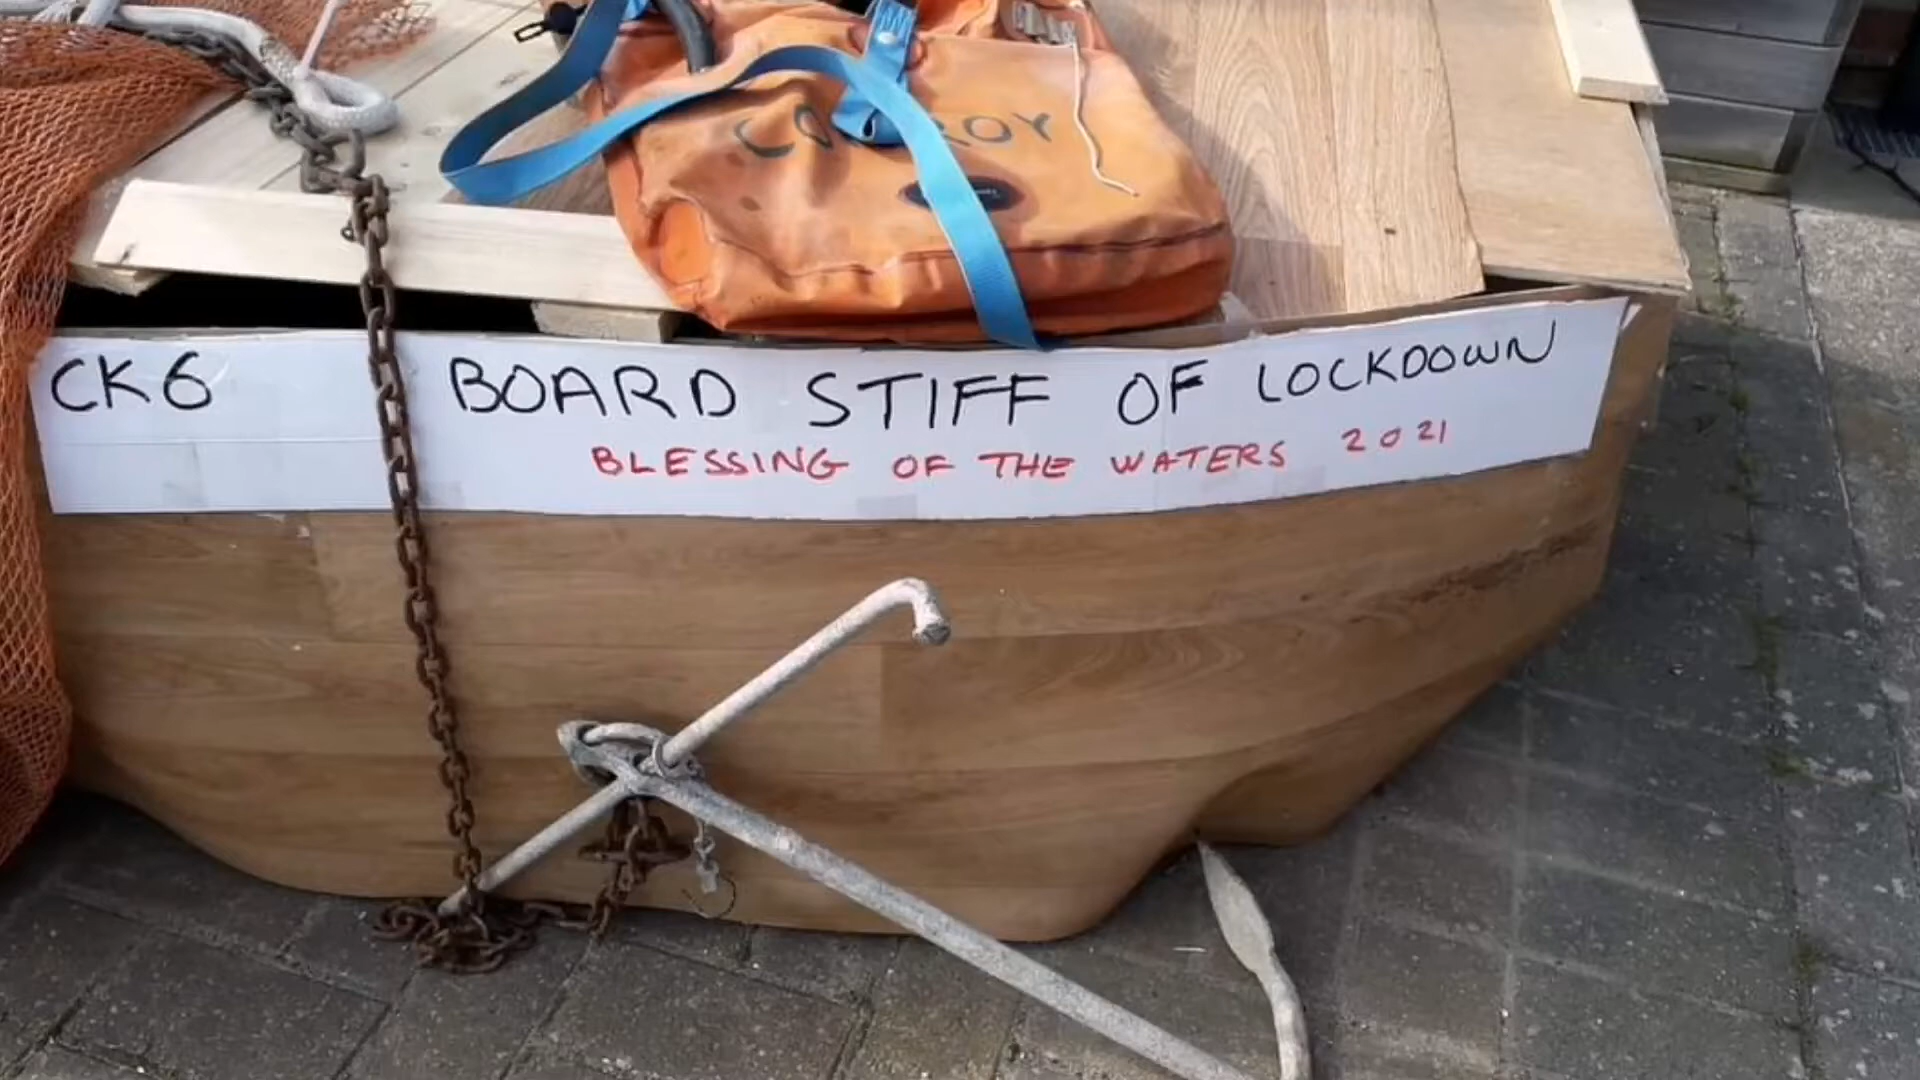 CK6 BOARD STIFF OF LOCKDOWN
BLESSING OF THE WATERS 2021